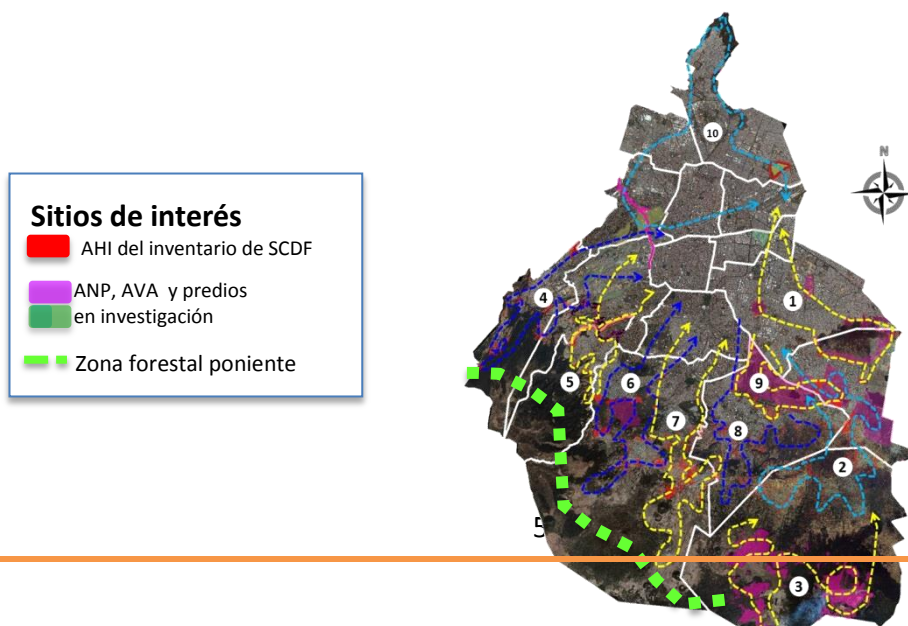 Sitios de interés
AHI del inventario de SCDF
ANP, AVA y predios
en investigación
Zona forestal poniente
N
10
4
1
5
6
9
7
8
2
5
3